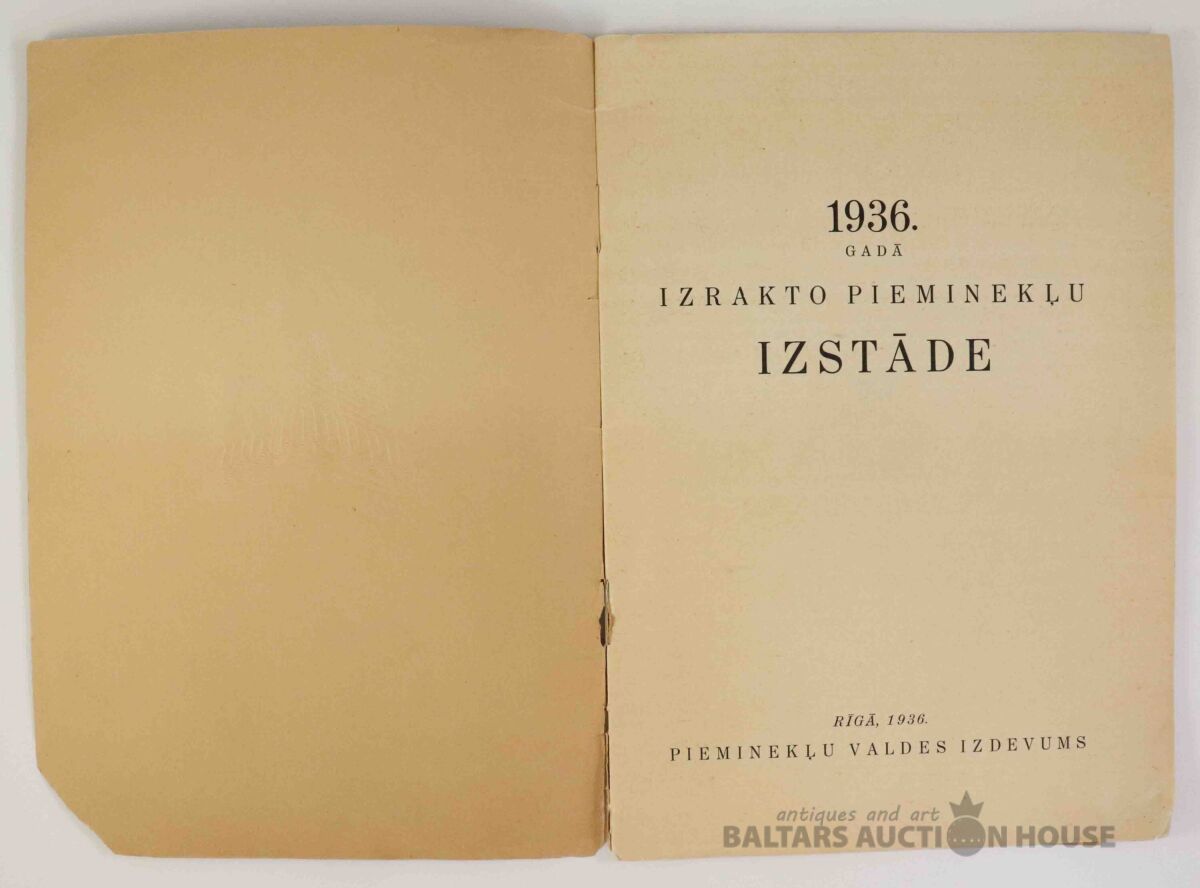 1936.
GADĀ
IZRAKTO PIEMINEKĻU
IZSTĀDE
RĪGĀ, 1936.
PIEMINEKĻU VALDES IZDEVUMS
antiques and art
BALTARS AUCTION HOUSE